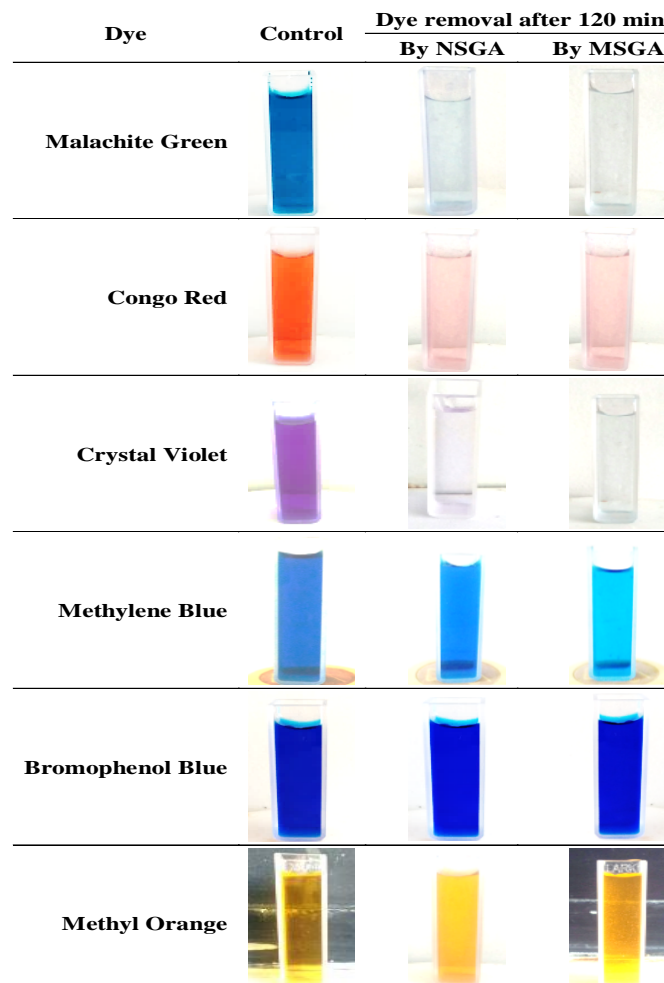 Dye removal after 120 min
Dye Control
By NSGA By MSGA
Malachite Green
Congo Red
Crystal Violet
Methylene Blue
Bromophenol Blue
Methyl Orange